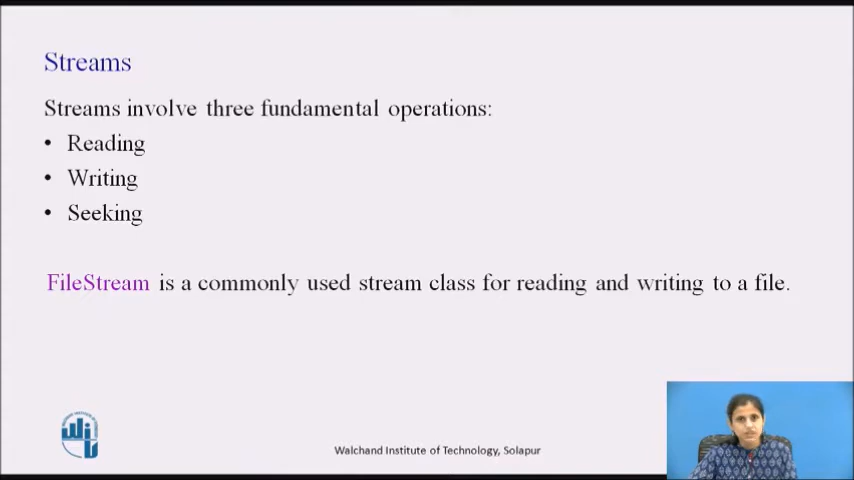 Streams
Streams involve three fundamental operations:
• Reading
• Writing
• Seeking
FileStream is a commonly used stream class for reading and writing to a file.
Walchand Institute of Technology, Solapur